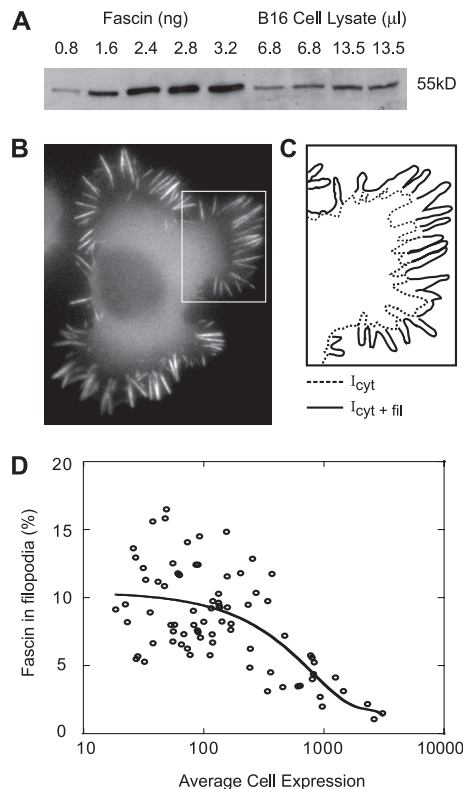 A
Fascin (ng) B16 Cell Lysate (μl)
0.8 1.6 2.4 2.8 3.2 6.8 6.8 13.5 13.5
55kD
B
C
Icyt
Icyt + fil
D
20
15
10
5
0
Fascin in filopodia (%)
10 100 1000 10000
Average Cell Expression